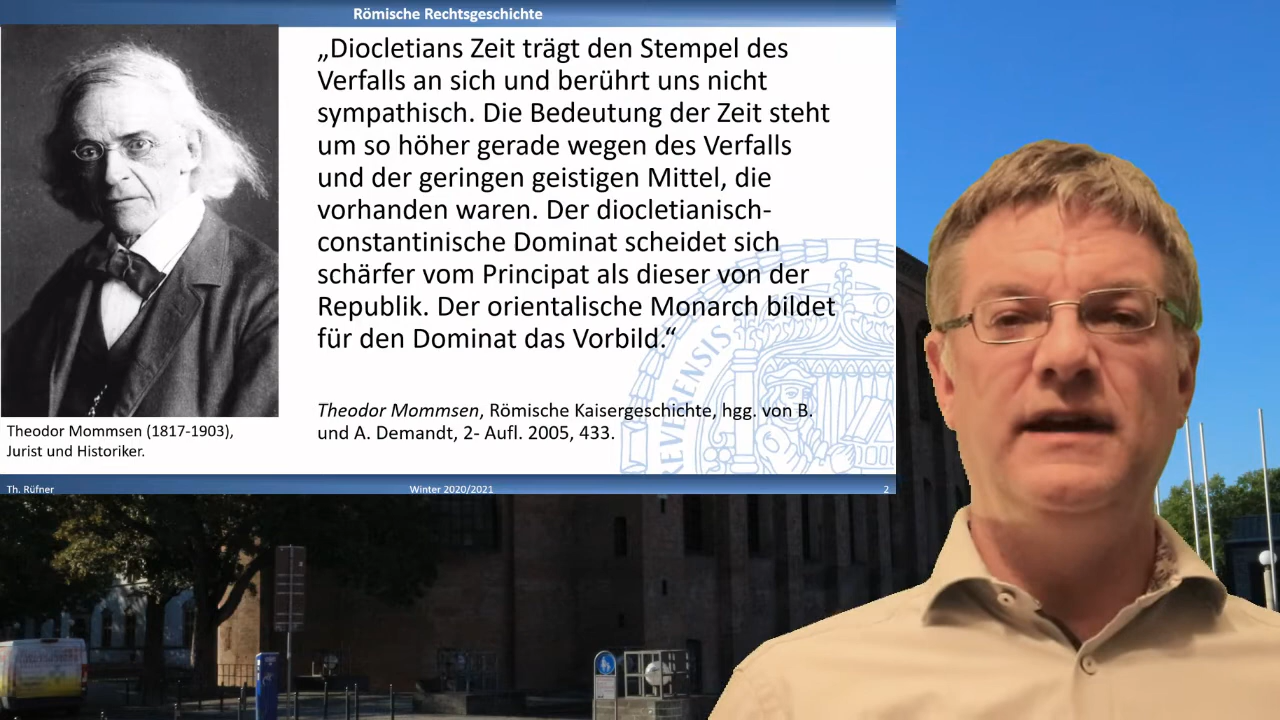 Römische Rechtsgeschichte
„Diocletians Zeit trägt den Stempel des
Verfalls an sich und berührt uns nicht
sympathisch. Die Bedeutung der Zeit steht
um so höher gerade wegen des Verfalls
und der geringen geistigen Mittel, die
vorhanden waren. Der diocletianisch-
constantinische Dominat scheidet sich
schärfer vom Principat als dieser von der
Republik. Der orientalische Monarch bildet
für den Dominat das Vorbild.“
Theodor Mommsen, Römische Kaisergeschichte, hgg. von B.
und A. Demandt, 2- Aufl. 2005, 433.
Theodor Mommsen (1817-1903),
Jurist und Historiker.
Th. Rüfner
Winter 2020/2021
2